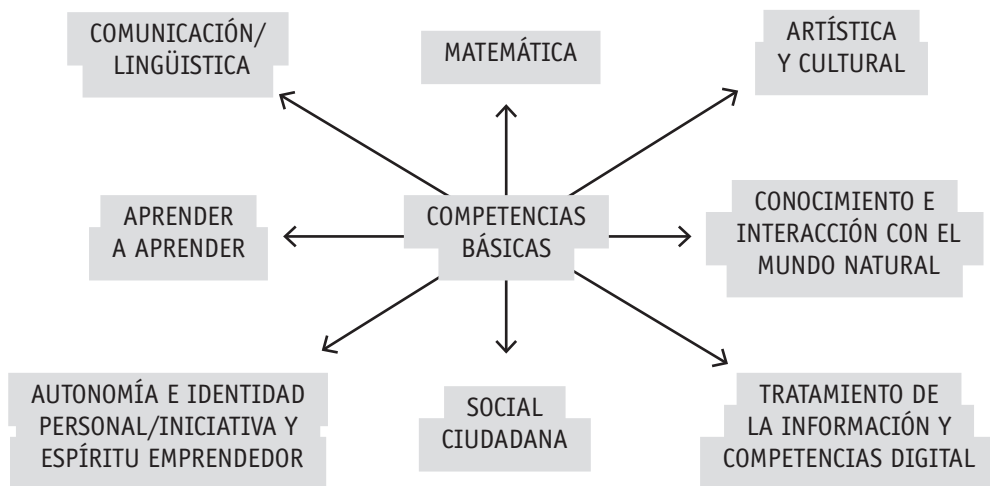 COMUNICACIÓN/
LINGÜISTICA
MATEMÁTICA
ARTÍSTICA
Y CULTURAL
APRENDER
A APRENDER
COMPETENCIAS
BÁSICAS
CONOCIMIENTO E
INTERACCIÓN CON EL
MUNDO NATURAL
AUTONOMÍA E IDENTIDAD
PERSONAL/INICIATIVA Y
ESPÍRITU EMPRENDEDOR
SOCIAL
CIUDADANA
TRATAMIENTO DE
LA INFORMACIÓN Y
COMPETENCIAS DIGITAL